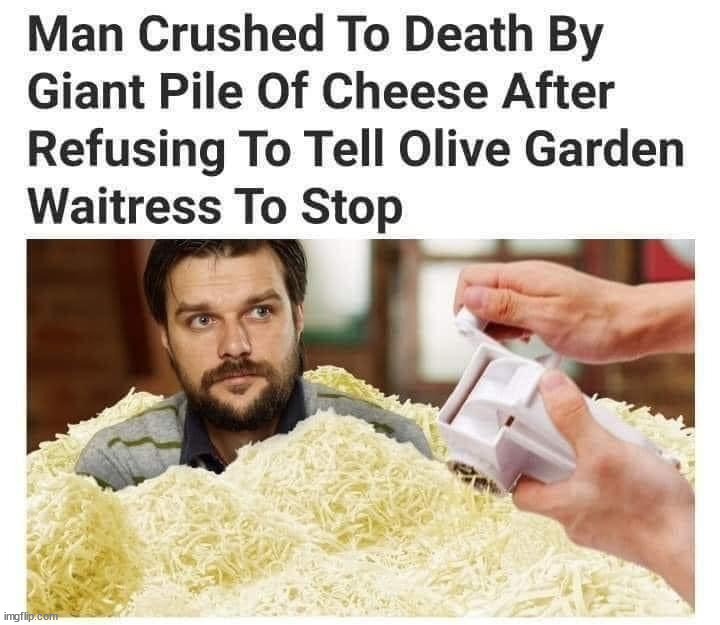 Man Crushed To Death By
Giant Pile Of Cheese After
Refusing To Tell Olive Garden
Waitress To Stop
imgflip.com